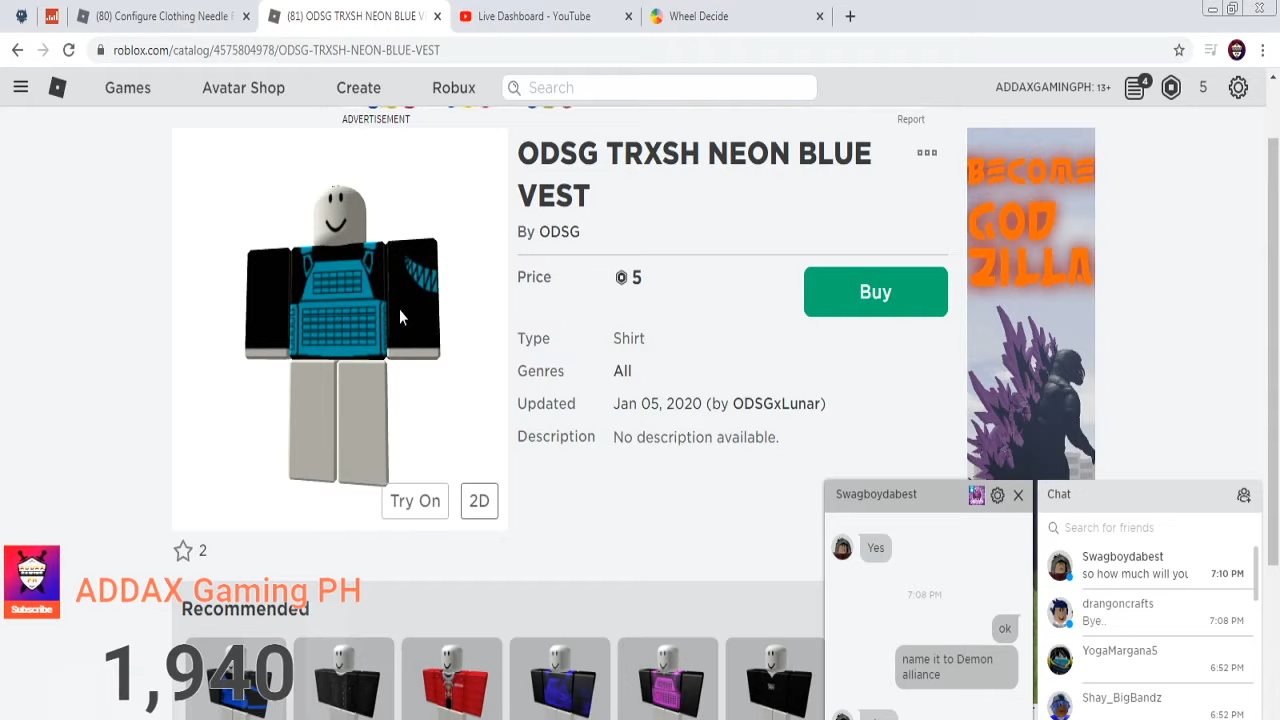 (80) Configure Clothing Needle F
(81) ODSG TRXSH NEON BLUE V
Live Dashboard - YouTube
Wheel Decide
roblox.com/catalog/4575804978/ODSG-TRXSH-NEON-BLUE-VEST
Games
Avatar Shop
Create
Robux
Search
ADDAXGAMINGPH: 13+
4
5
ADVERTISEMENT
Report
ODSG TRXSH NEON BLUE
VEST
By ODSG
Price
5
Buy
Type
Shirt
Genres
All
Updated
Jan 05, 2020 (by ODSGxLunar)
Description
No description available.
Try On
2D
2
BECOME
GOD
ZILLA
Subscribe
ADDAX Gaming PH
Recommended
1,940
Swagboydabest
Yes
7:08 PM
ok
name it to Demon
alliance
Yes
Chat
Search for friends
Swagboydabest
so how much will you
7:10 PM
drangoncrafts
Bye..
7:08 PM
YogaMargana5
6:52 PM
Shay_BigBandz
6:52 PM